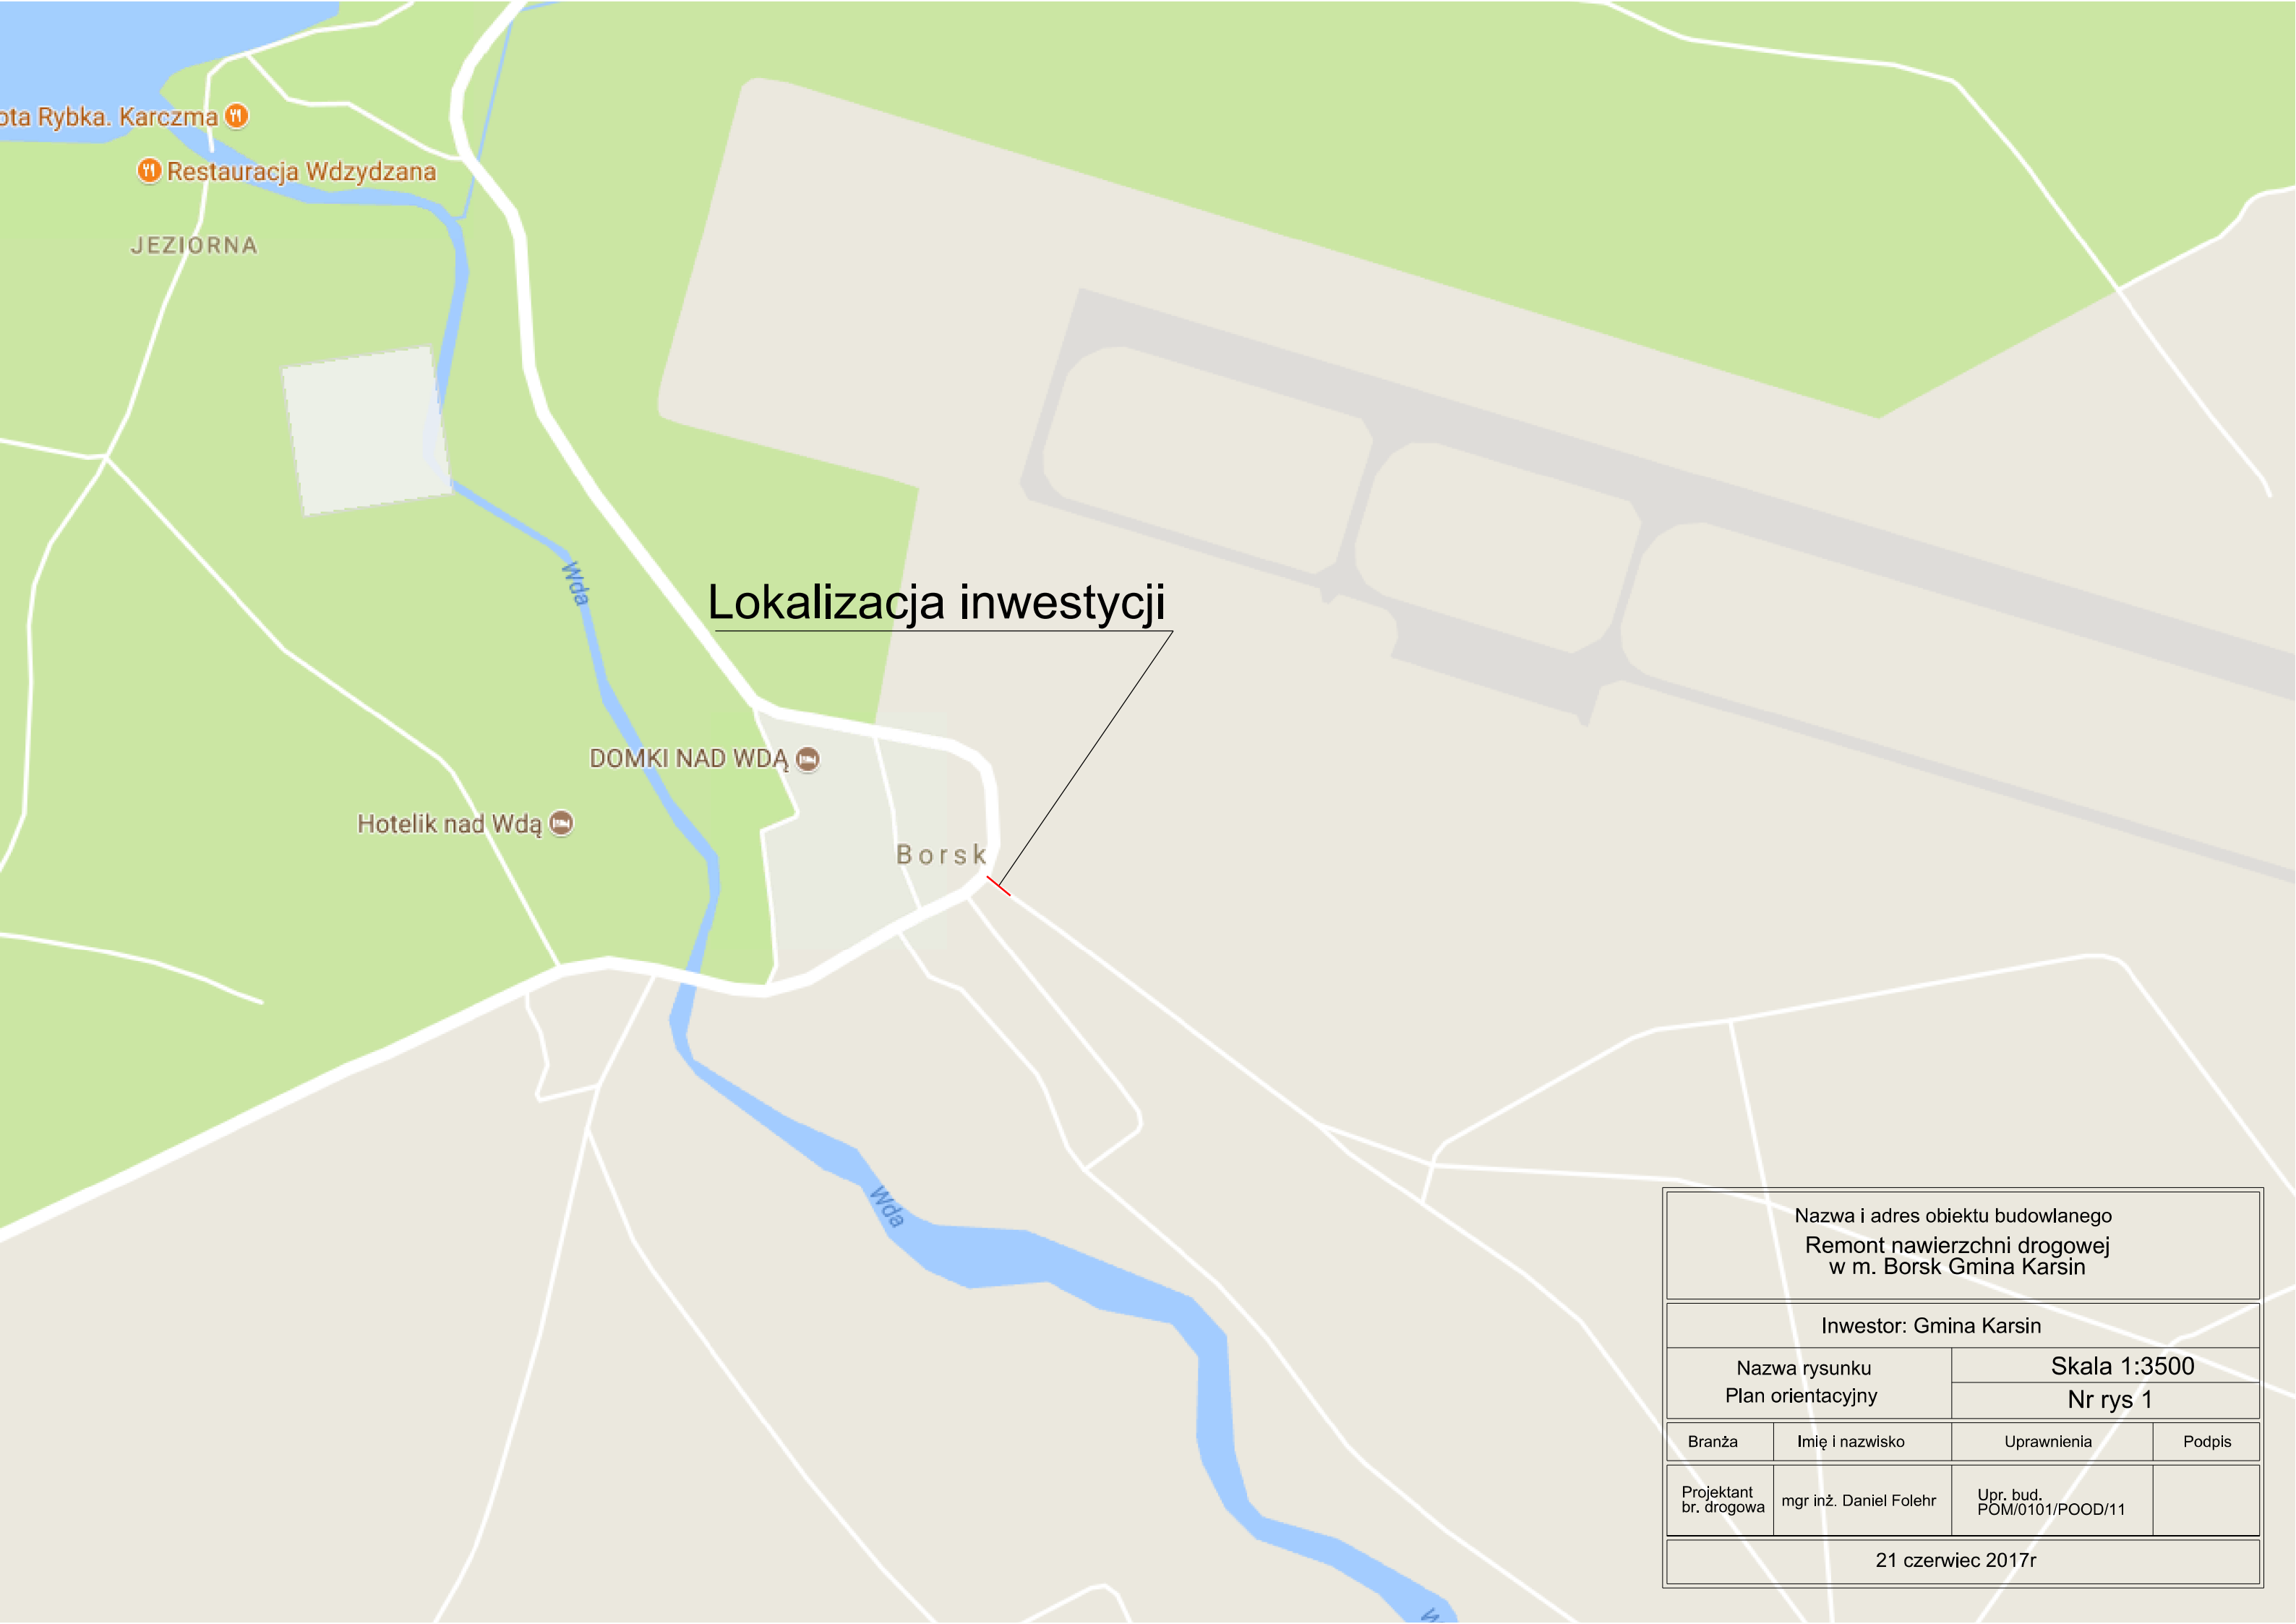 ota Rybka. Karczma
Restauracja Wdzydzana
JEZIORNA
Wda
Lokalizacja inwestycji
DOMKI NAD WDĄ
Hotelik nad Wdą
Borsk
Wda
Nazwa i adres obiektu budowlanego
Remont nawierzchni drogowej
w m. Borsk Gmina Karsin
Inwestor: Gmina Karsin
Nazwa rysunku
Plan orientacyjny
Skala 1:3500
Nr rys 1
Branża Imię i nazwisko Uprawnienia Podpis
Projektant
br. drogowa
mgr inż. Daniel Folehr
Upr. bud.
POM/0101/POOD/11
21 czerwiec 2017r